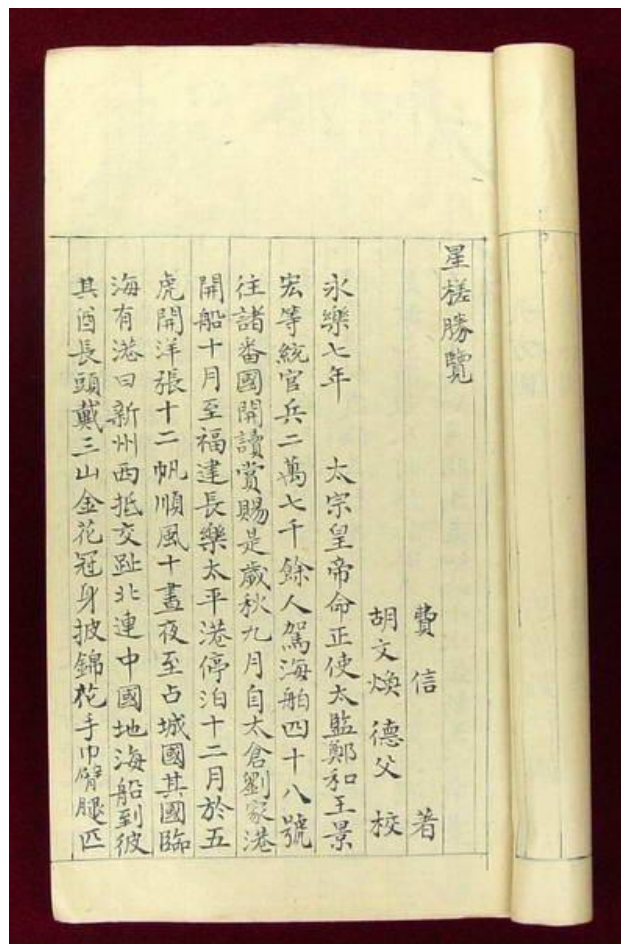 星槎勝覽
費信著
胡文煥德父校
永樂七年　太宗皇帝命正使太監鄭和王景
宏等統官兵二萬七千餘人駕海舶四十八號
往諸番國開讀賞賜是歲秋九月自太倉劉家港
開船十月至福建長樂太平港停泊十二月於五
虎開洋張十二帆順風十晝夜至占城國其國臨
海有港曰新州西抵交趾北連中國地海船到彼
其酋長頭戴三山金花冠身披錦花手巾臂腿匹